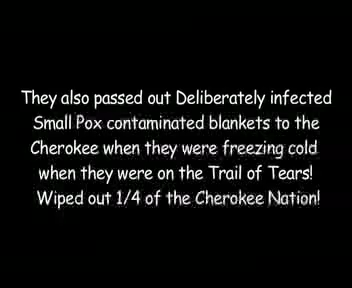 They also passed out Deliberately infected
Small Pox contaminated blankets to the
Cherokee when they were freezing cold
when they were on the Trail of Tears!
Wiped out 1/4 of the Cherokee Nation!